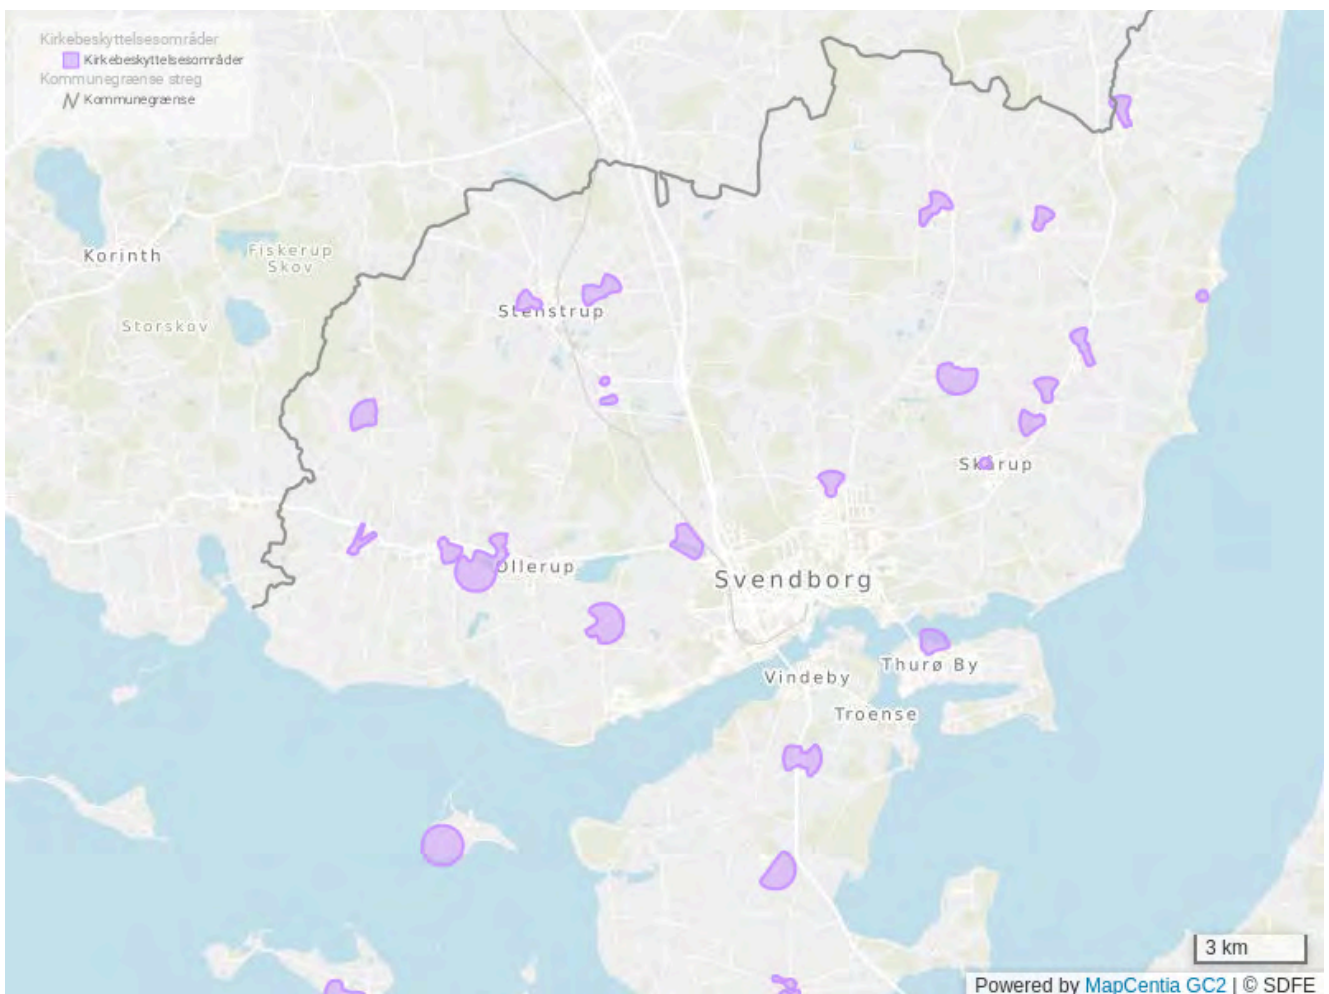 Kirkebeskyttelsesområder
Kirkebeskyttelsesområder
Kommunegrænse streg
Kommunegrænse
Korinth
Fiskerup
Skov
Storskov
Stenstrup
Skårup
Ollerup
Svendborg
Thurø By
Vindeby
Troense
3 km
Powered by MapCentia GC2 | © SDFE